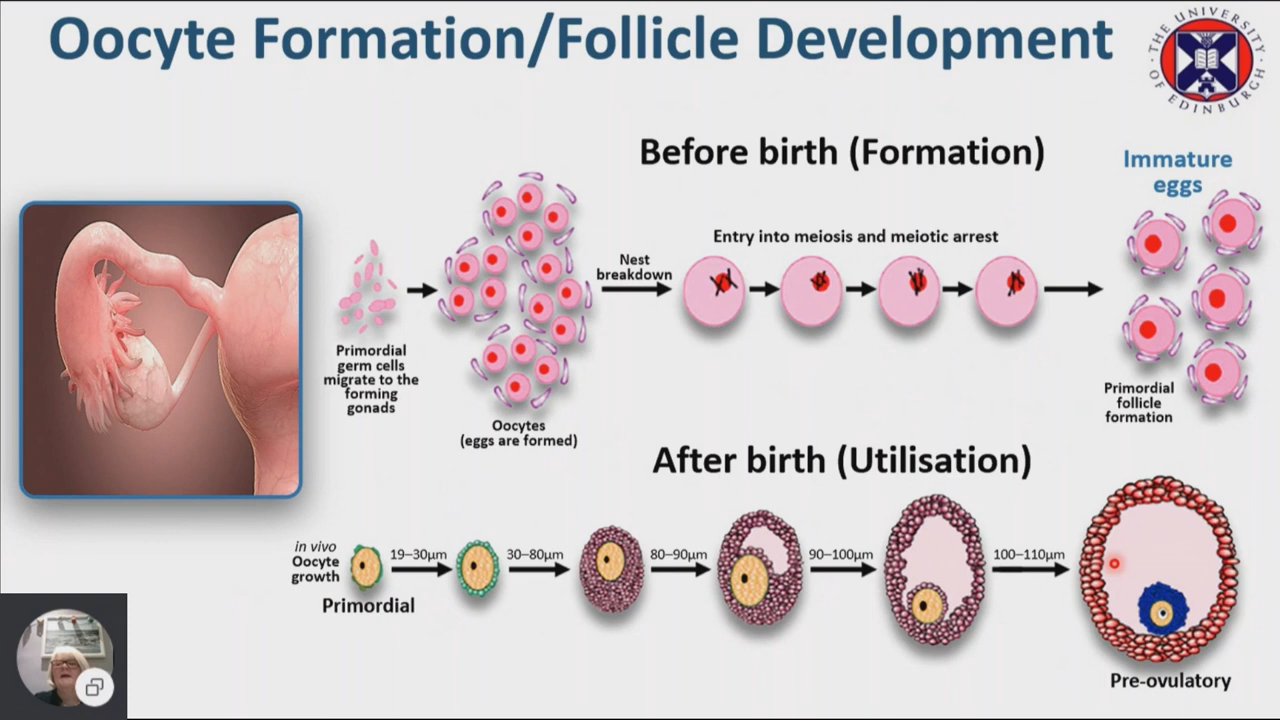 Oocyte Formation/Follicle Development
THE UNIVERSITY OF EDINBURGH
Before birth (Formation)
Immature
eggs
Entry into meiosis and meiotic arrest
Nest
breakdown
Primordial
germ cells
migrate to the
forming
gonads
Oocytes
(eggs are formed)
Primordial
follicle
formation
After birth (Utilisation)
in vivo
Oocyte
growth
19–30µm
30–80µm
80–90µm
90–100µm
100–110µm
Primordial
Pre-ovulatory